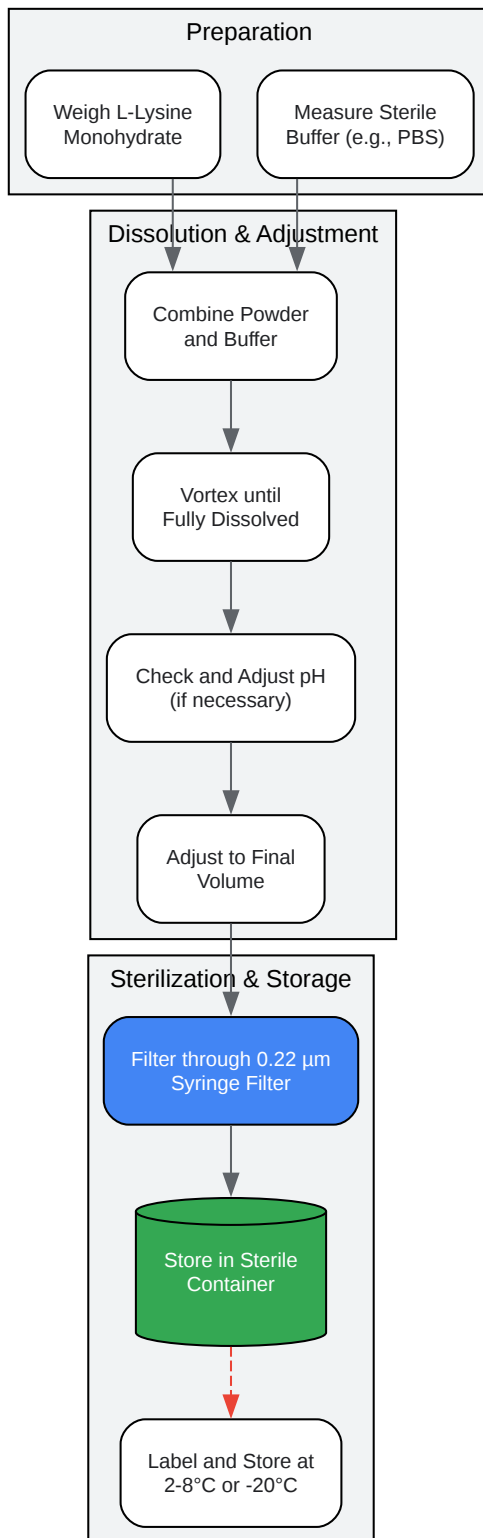 Preparation
Weigh L-Lysine
Monohydrate
Measure Sterile
Buffer (e.g., PBS)
Dissolution & Adjustment
Combine Powder
and Buffer
Vortex until
Fully Dissolved
Check and Adjust pH
(if necessary)
Adjust to Final
Volume
Sterilization & Storage
Filter through 0.22 µm
Syringe Filter
Store in Sterile
Container
Label and Store at
2-8°C or -20°C